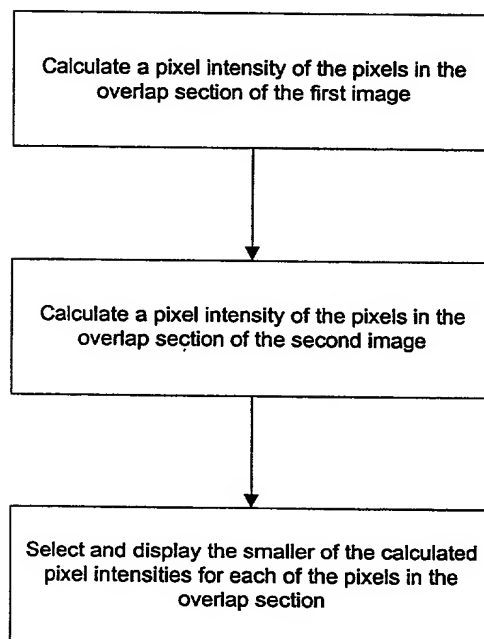 Calculate a pixel intensity of the pixels in the
overlap section of the first image
Calculate a pixel intensity of the pixels in the
overlap section of the second image
Select and display the smaller of the calculated
pixel intensities for each of the pixels in the
overlap section